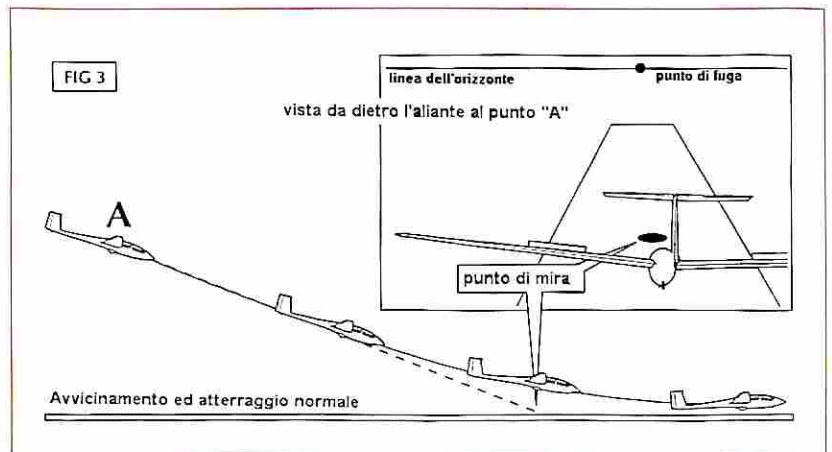 FIG 3
linea dell'orizzonte
punto di fuga
vista da dietro l'aliante al punto "A"
A
punto di mira
Avvicinamento ed atterraggio normale